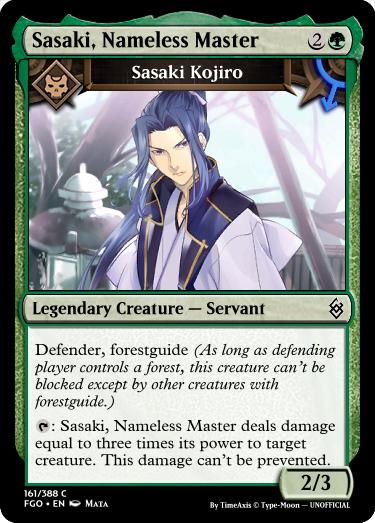 Sasaki, Nameless Master 2
Sasaki Kojiro
Legendary Creature — Servant
Defender, forestguide (As long as defending
player controls a forest, this creature can't be
blocked except by other creatures with
forestguide.)
: Sasaki, Nameless Master deals damage
equal to three times its power to target
creature. This damage can't be prevented.
2/3
161/388 C
FGO • EN MATA
By TimeAxis © Type-Moon — UNOFFICIAL